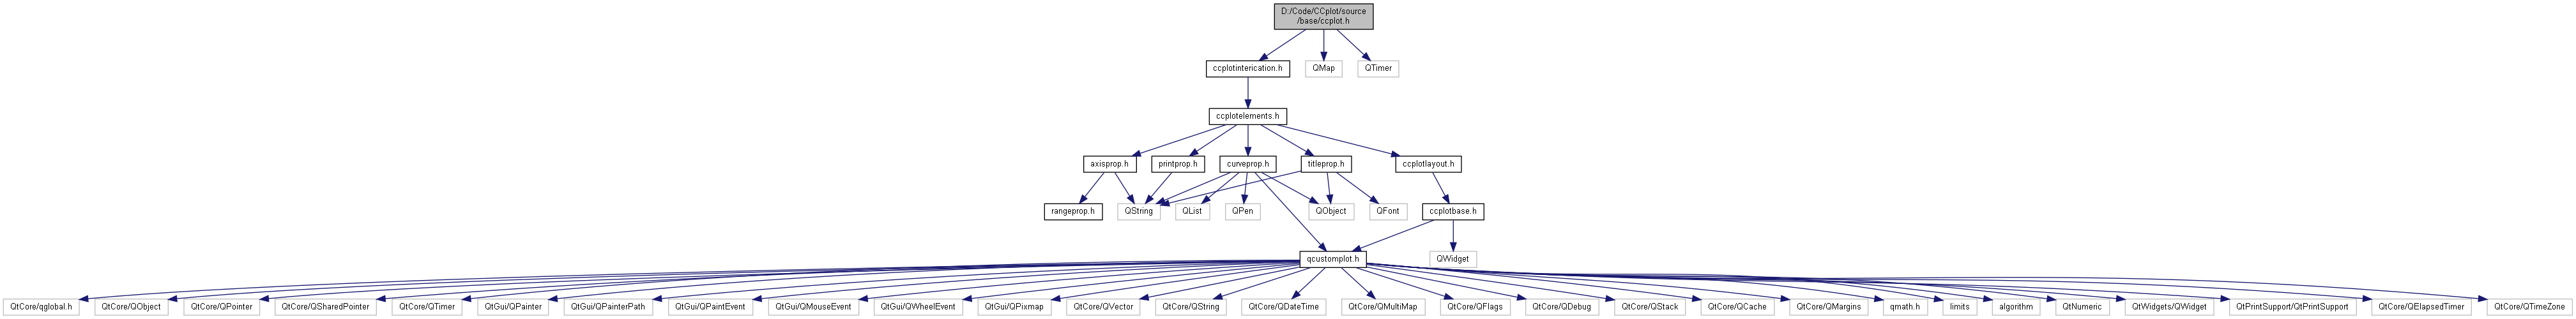 D:/Code/CCplot/source
/base/ccplot.h
ccplotinterication.h
QMap
QTimer
ccplotelements.h
axisprop.h
printprop.h
curveprop.h
titleprop.h
ccplotlayout.h
rangeprop.h
QString
QList
QPen
QObject
QFont
ccplotbase.h
qcustomplot.h
QWidget
QtCore/qglobal.h
QtCore/QObject
QtCore/QPointer
QtCore/QSharedPointer
QtCore/QTimer
QtGui/QPainter
QtGui/QPainterPath
QtGui/QPaintEvent
QtGui/QMouseEvent
QtGui/QWheelEvent
QtGui/QPixmap
QtCore/QVector
QtCore/QString
QtCore/QDateTime
QtCore/QMultiMap
QtCore/QFlags
QtCore/QDebug
QtCore/QStack
QtCore/QCache
QtCore/QMargins
qmath.h
limits
algorithm
QtNumeric
QtWidgets/QWidget
QtPrintSupport/QtPrintSupport
QtCore/QElapsedTimer
QtCore/QTimeZone